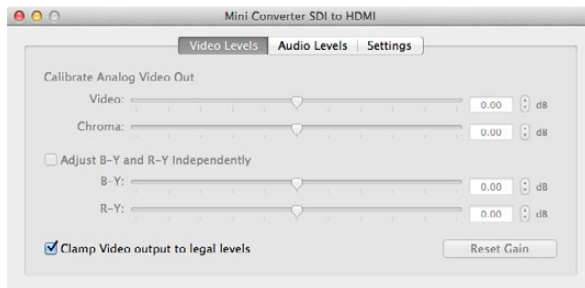 Mini Converter SDI to HDMI
Video Levels Audio Levels Settings
Calibrate Analog Video Out
Video: 0.00 dB
Chroma: 0.00 dB
Adjust B-Y and R-Y Independently
B-Y: 0.00 dB
R-Y: 0.00 dB
Clamp Video output to legal levels Reset Gain